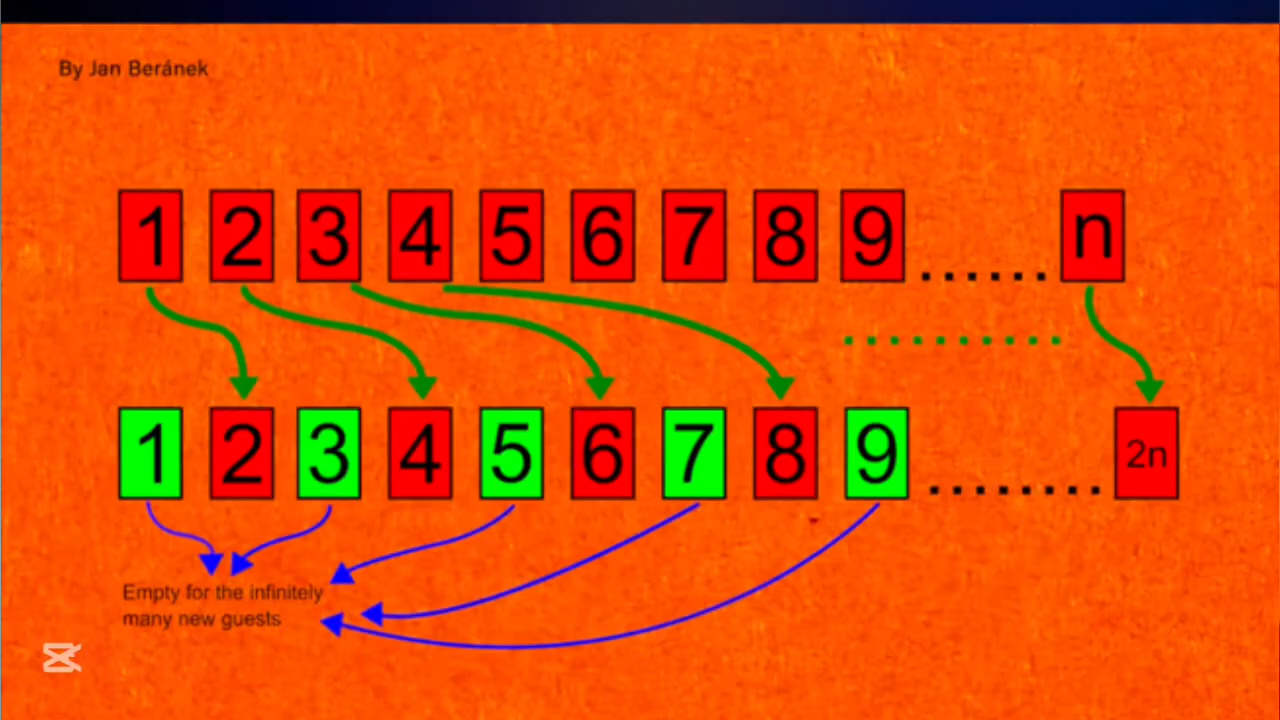 By Jan Beránek
1 2 3 4 5 6 7 8 9 ...... n
1 2 3 4 5 6 7 8 9 ........ 2n
Empty for the infinitely
many new guests